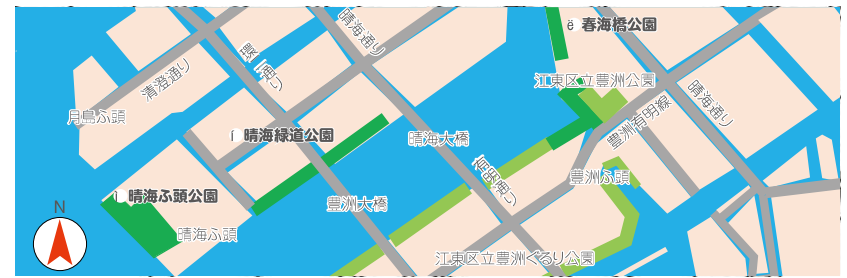 ë 春海橋公園
晴海通り
環二通り
清澄通り
江東区立豊洲公園
晴海通り
月島ふ頭
豊洲有明線
í 晴海緑道公園
晴海大橋
有明通り
豊洲ふ頭
ì 晴海ふ頭公園
豊洲大橋
N
晴海ふ頭
江東区立豊洲ぐるり公園